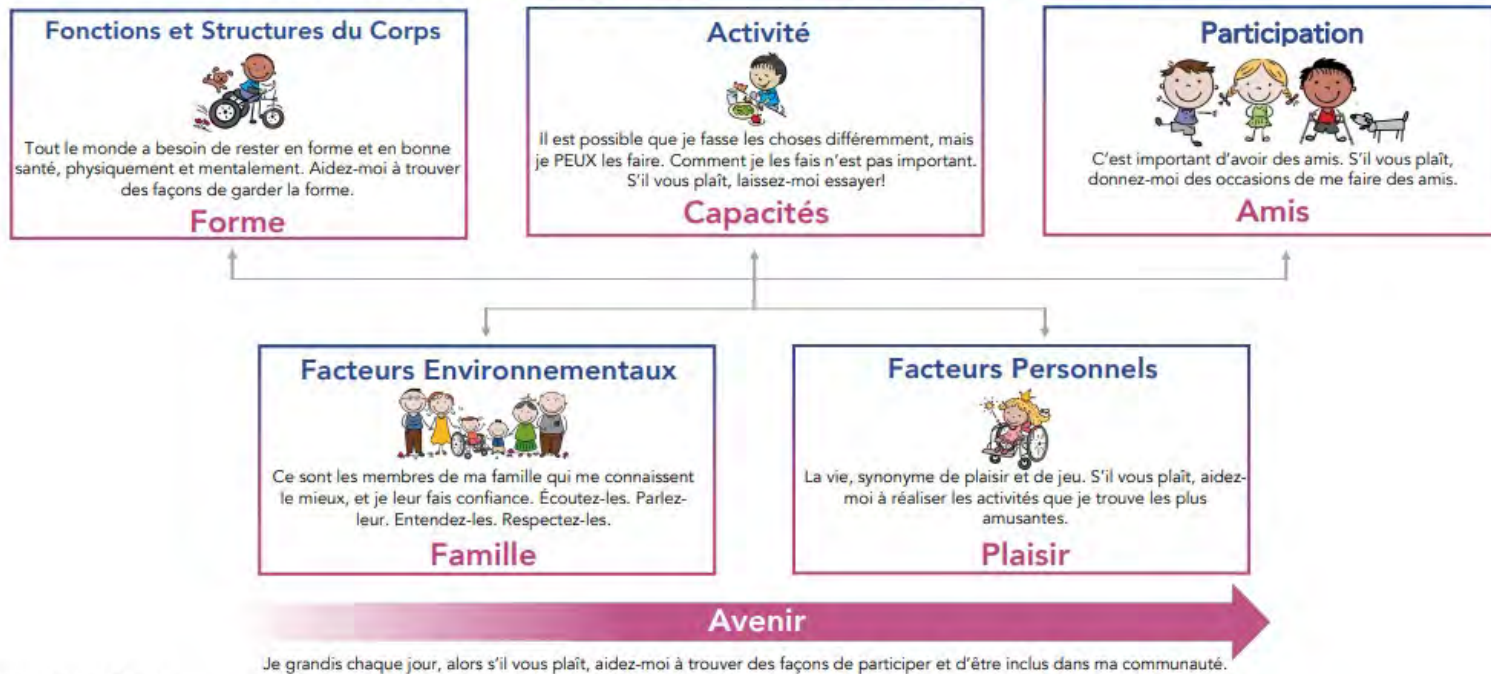 Fonctions et Structures du Corps
Tout le monde a besoin de rester en forme et en bonne
santé, physiquement et mentalement. Aidez-moi à trouver
des façons de garder la forme.
Forme
Activité
Il est possible que je fasse les choses différemment, mais
je PEUX les faire. Comment je les fais n'est pas important.
S'il vous plaît, laissez-moi essayer!
Capacités
Participation
C'est important d'avoir des amis. S'il vous plaît,
donnez-moi des occasions de me faire des amis.
Amis
Facteurs Environnementaux
Ce sont les membres de ma famille qui me connaissent
le mieux, et je leur fais confiance. Écoutez-les. Parlez-
leur. Entendez-les. Respectez-les.
Famille
Facteurs Personnels
La vie, synonyme de plaisir et de jeu. S'il vous plaît, aidez-
moi à réaliser les activités que je trouve les plus
amusantes.
Plaisir
Avenir
Je grandis chaque jour, alors s'il vous plaît, aidez-moi à trouver des façons de participer et d'être inclus dans ma communauté.